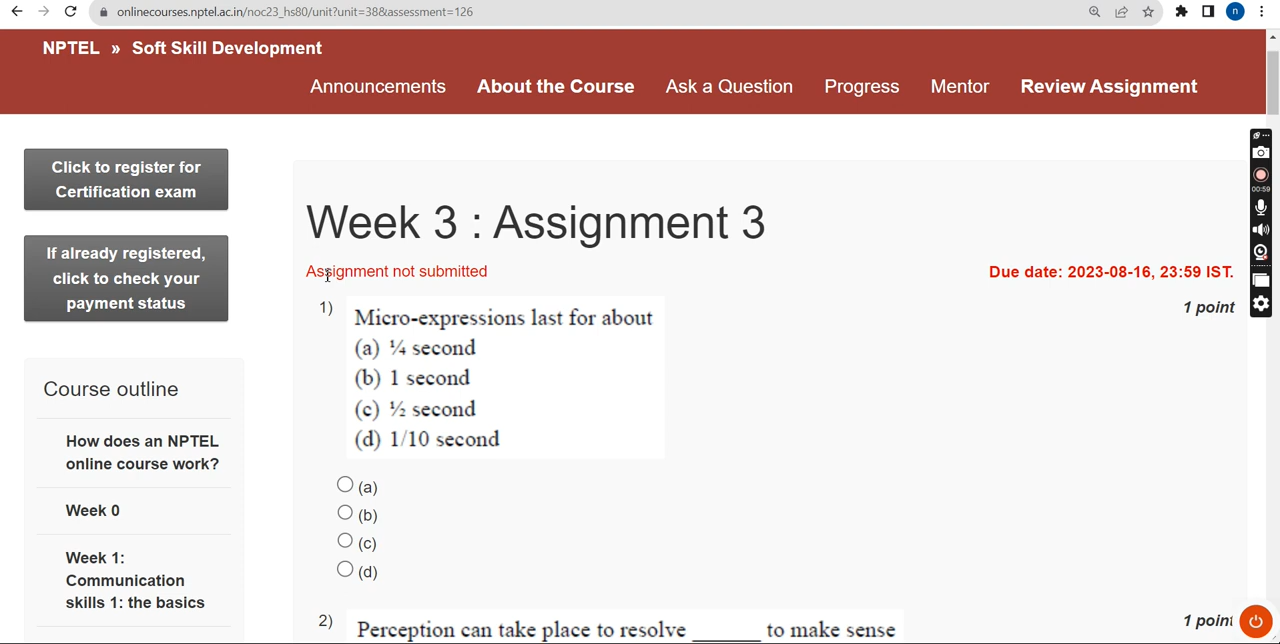 onlinecourses.nptel.ac.in/noc23_hs80/unit?unit=38&assessment=126
n
NPTEL » Soft Skill Development
Announcements About the Course Ask a Question Progress Mentor Review Assignment
Click to register for
Certification exam
If already registered,
click to check your
payment status
Course outline
How does an NPTEL
online course work?
Week 0
Week 1:
Communication
skills 1: the basics
Week 3 : Assignment 3
Assignment not submitted
Due date: 2023-08-16, 23:59 IST.
1)
1 point
Micro-expressions last for about
(a) ¼ second
(b) 1 second
(c) ½ second
(d) 1/10 second
(a)
(b)
(c)
(d)
2)
1 point
Perception can take place to resolve ______ to make sense
00:59